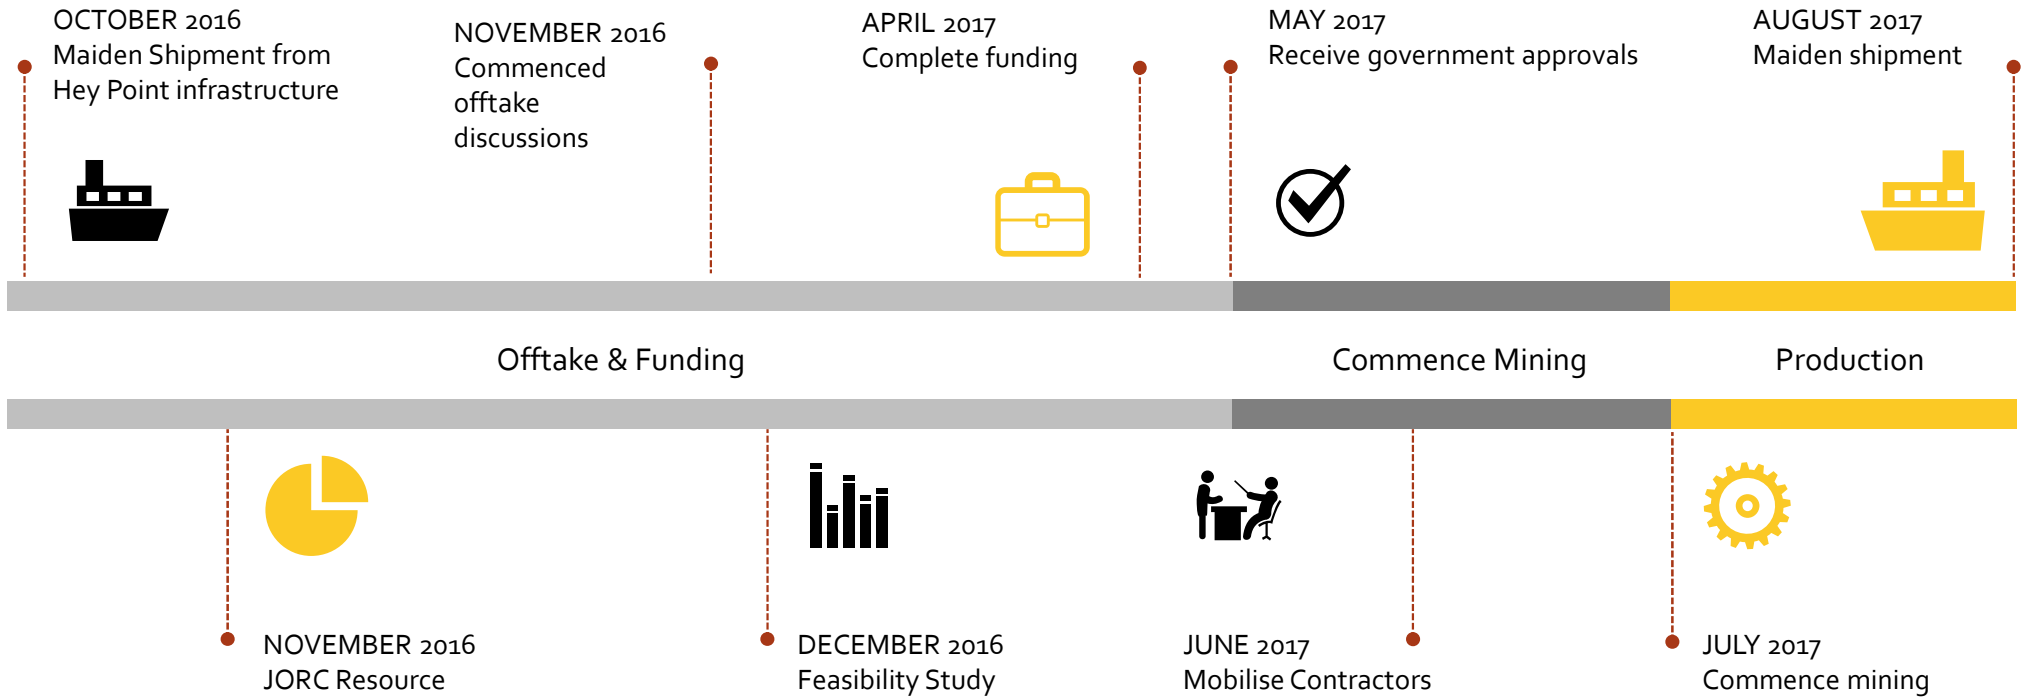 OCTOBER 2016
Maiden Shipment from
Hey Point infrastructure
NOVEMBER 2016
Commenced
offtake
discussions
APRIL 2017
Complete funding
MAY 2017
Receive government approvals
AUGUST 2017
Maiden shipment
Offtake & Funding
Commence Mining
Production
NOVEMBER 2016
JORC Resource
DECEMBER 2016
Feasibility Study
JUNE 2017
Mobilise Contractors
JULY 2017
Commence mining